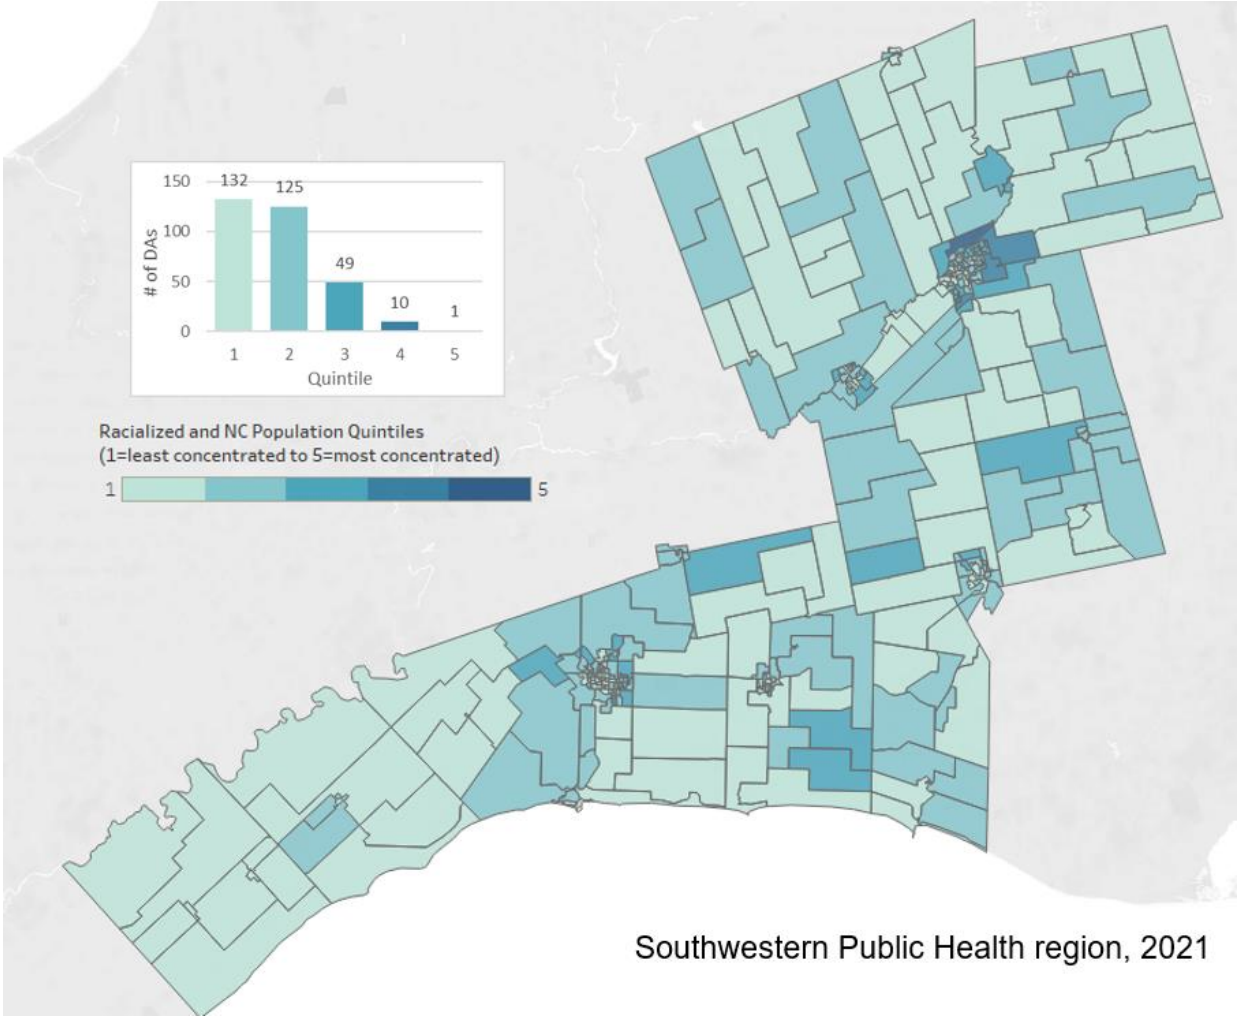 150
132
125
100
# of DAs
50
49
10
1
0
1 2 3 4 5
Quintile
Racialized and NC Population Quintiles
(1=least concentrated to 5=most concentrated)
1 5
Southwestern Public Health region, 2021